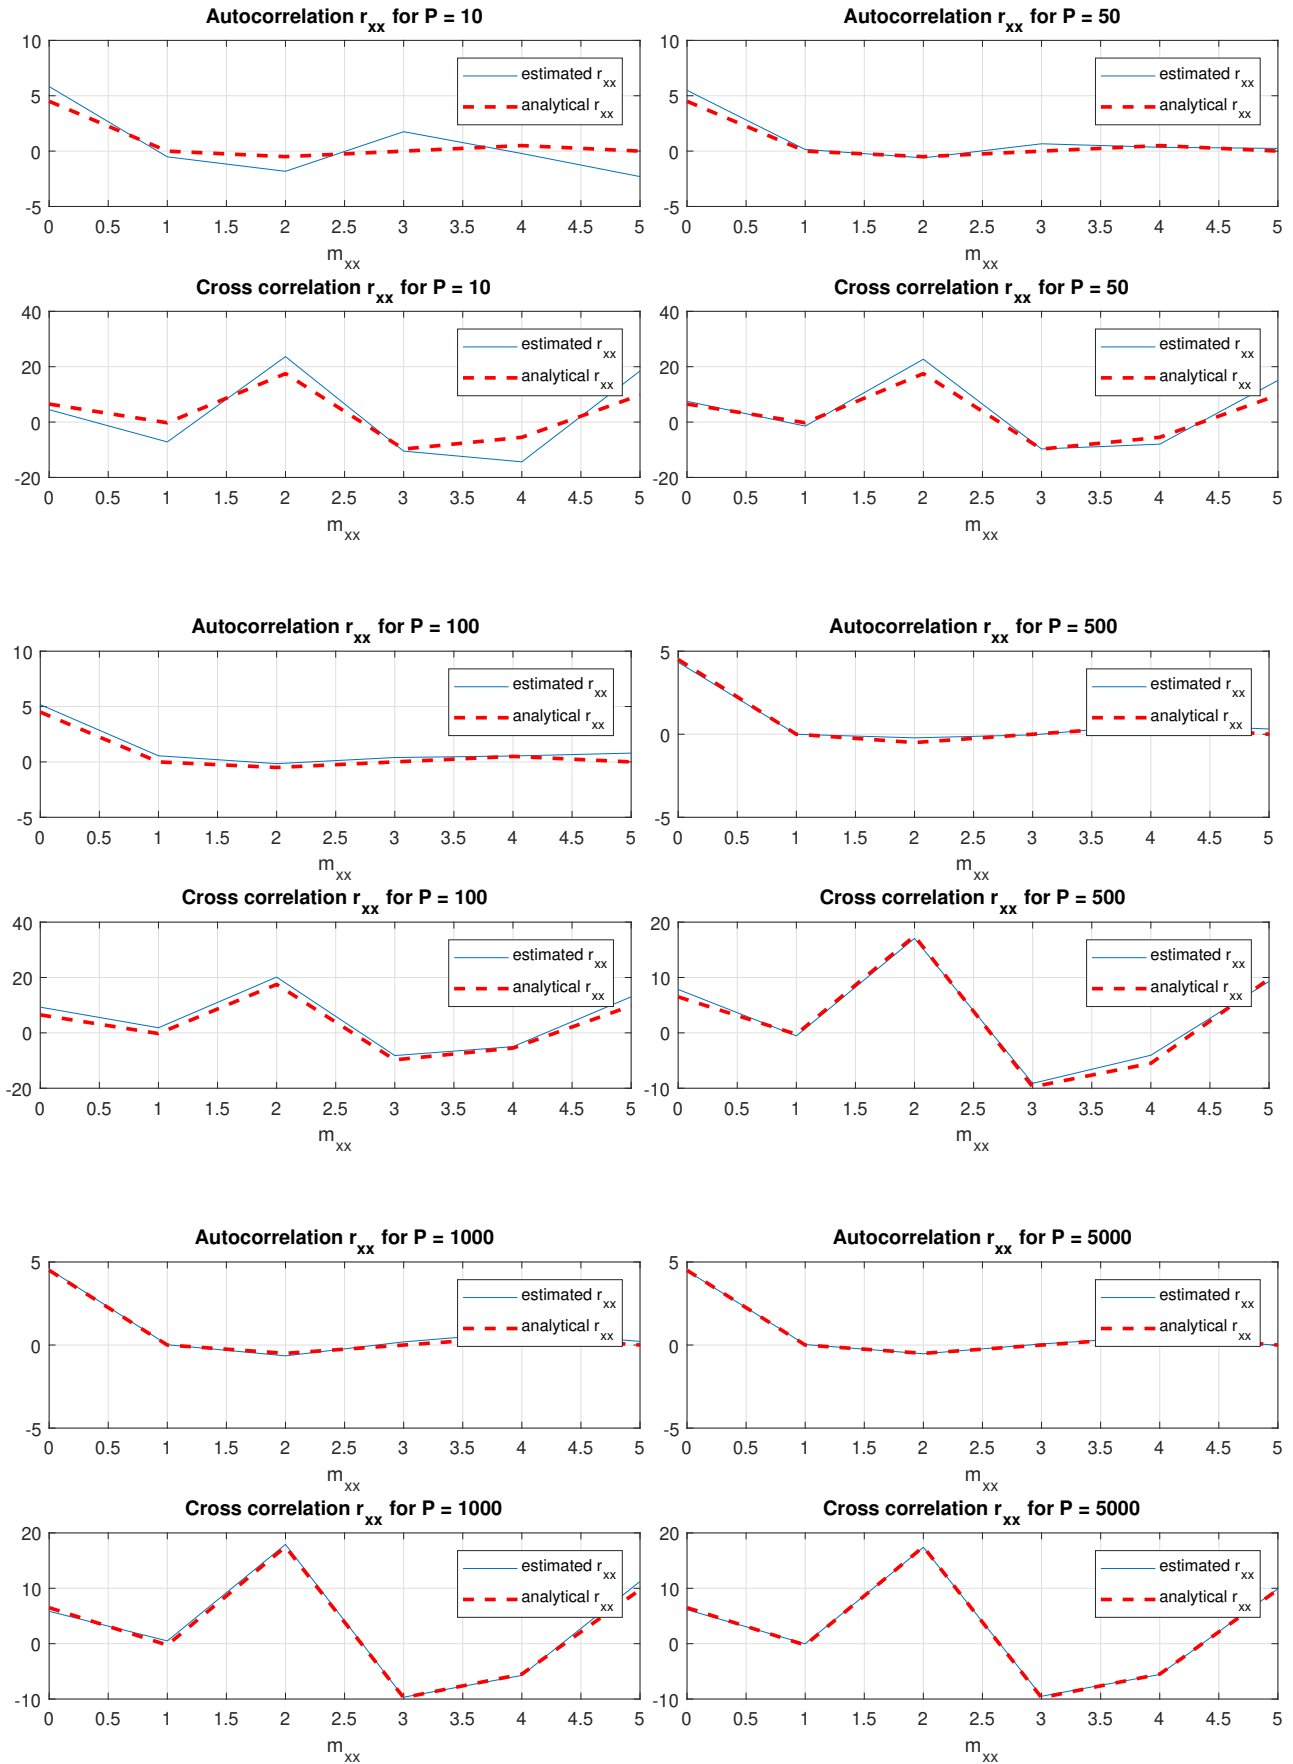 Autocorrelation r_xx for P = 10
10
5
0
-5
estimated r_xx
analytical r_xx
0 0.5 1 1.5 2 2.5 3 3.5 4 4.5 5
m_xx
Autocorrelation r_xx for P = 50
10
5
0
-5
estimated r_xx
analytical r_xx
0 0.5 1 1.5 2 2.5 3 3.5 4 4.5 5
m_xx
Cross correlation r_xx for P = 10
40
20
0
-20
estimated r_xx
analytical r_xx
0 0.5 1 1.5 2 2.5 3 3.5 4 4.5 5
m_xx
Cross correlation r_xx for P = 50
40
20
0
-20
estimated r_xx
analytical r_xx
0 0.5 1 1.5 2 2.5 3 3.5 4 4.5 5
m_xx
Autocorrelation r_xx for P = 100
10
5
0
-5
estimated r_xx
analytical r_xx
0 0.5 1 1.5 2 2.5 3 3.5 4 4.5 5
m_xx
Autocorrelation r_xx for P = 500
5
0
-5
estimated r_xx
analytical r_xx
0 0.5 1 1.5 2 2.5 3 3.5 4 4.5 5
m_xx
Cross correlation r_xx for P = 100
40
20
0
-20
estimated r_xx
analytical r_xx
0 0.5 1 1.5 2 2.5 3 3.5 4 4.5 5
m_xx
Cross correlation r_xx for P = 500
20
10
0
-10
estimated r_xx
analytical r_xx
0 0.5 1 1.5 2 2.5 3 3.5 4 4.5 5
m_xx
Autocorrelation r_xx for P = 1000
5
0
-5
estimated r_xx
analytical r_xx
0 0.5 1 1.5 2 2.5 3 3.5 4 4.5 5
m_xx
Autocorrelation r_xx for P = 5000
5
0
-5
estimated r_xx
analytical r_xx
0 0.5 1 1.5 2 2.5 3 3.5 4 4.5 5
m_xx
Cross correlation r_xx for P = 1000
20
10
0
-10
estimated r_xx
analytical r_xx
0 0.5 1 1.5 2 2.5 3 3.5 4 4.5 5
m_xx
Cross correlation r_xx for P = 5000
20
10
0
-10
estimated r_xx
analytical r_xx
0 0.5 1 1.5 2 2.5 3 3.5 4 4.5 5
m_xx